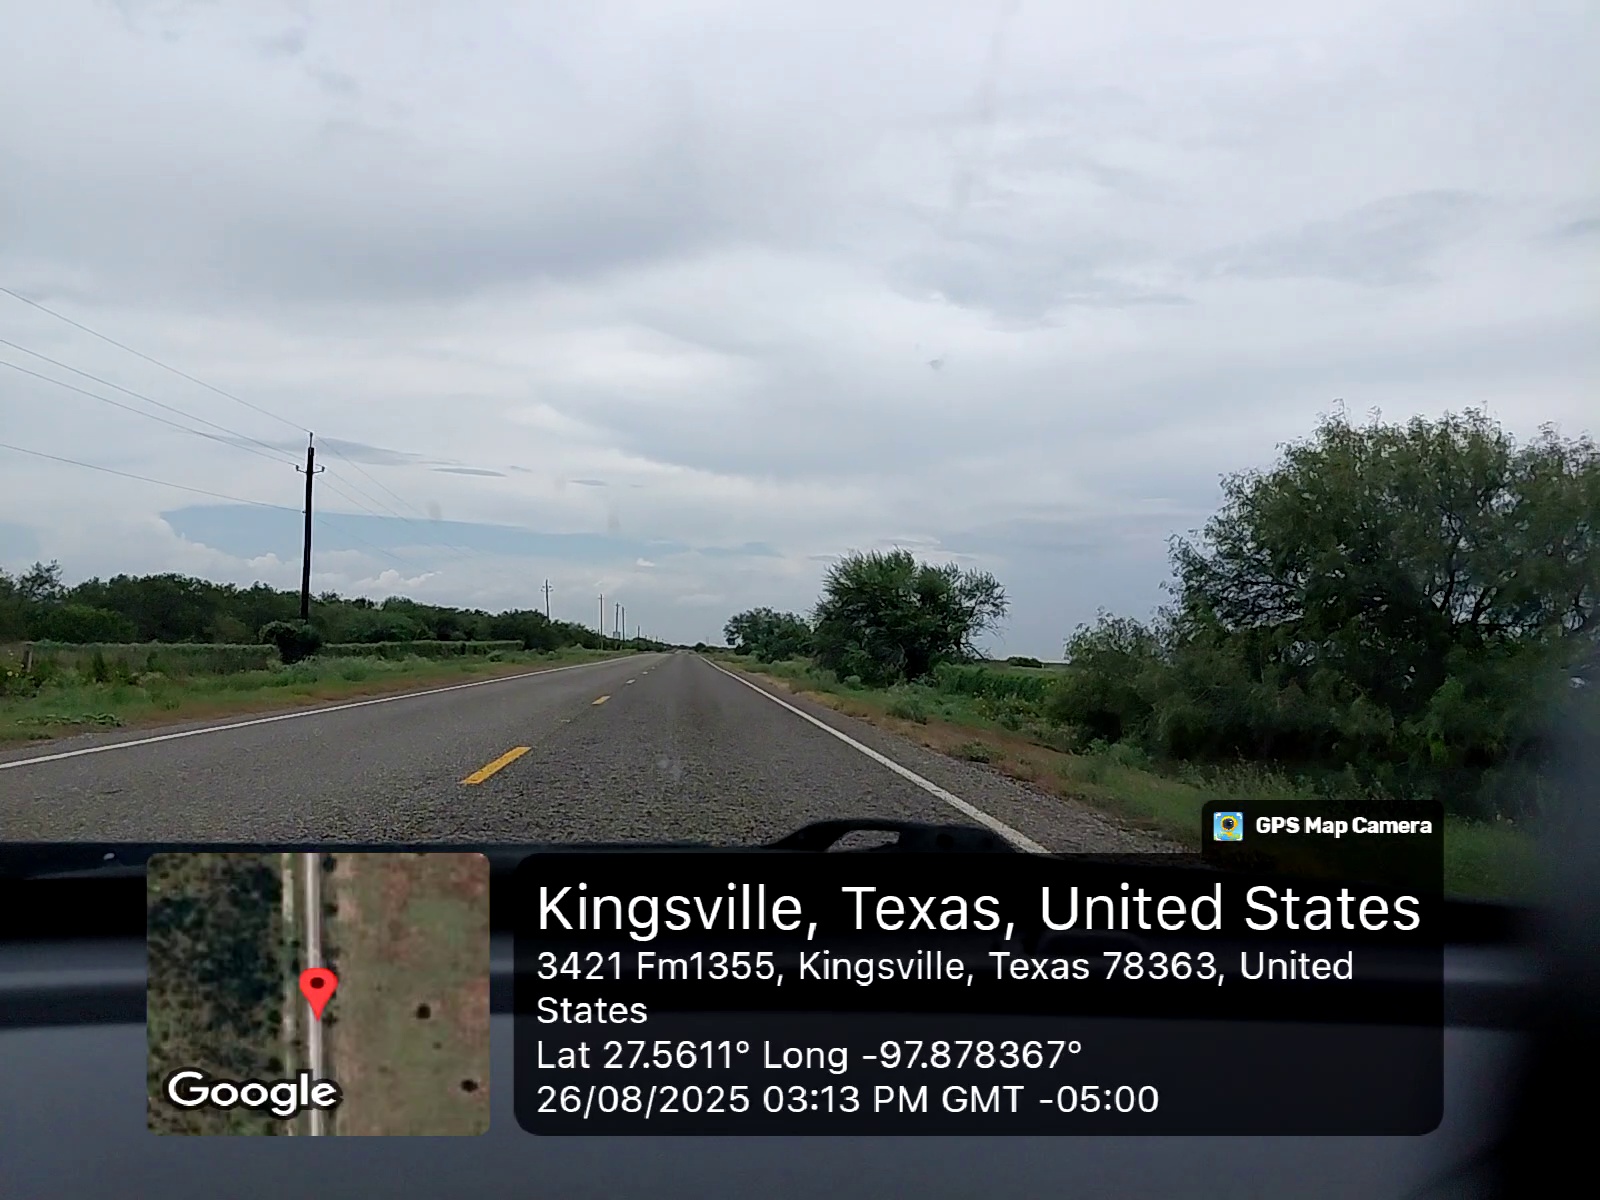 GPS Map Camera
Kingsville, Texas, United States
3421 Fm1355, Kingsville, Texas 78363, United
States
Lat 27.5611° Long -97.878367°
26/08/2025 03:13 PM GMT -05:00
Google